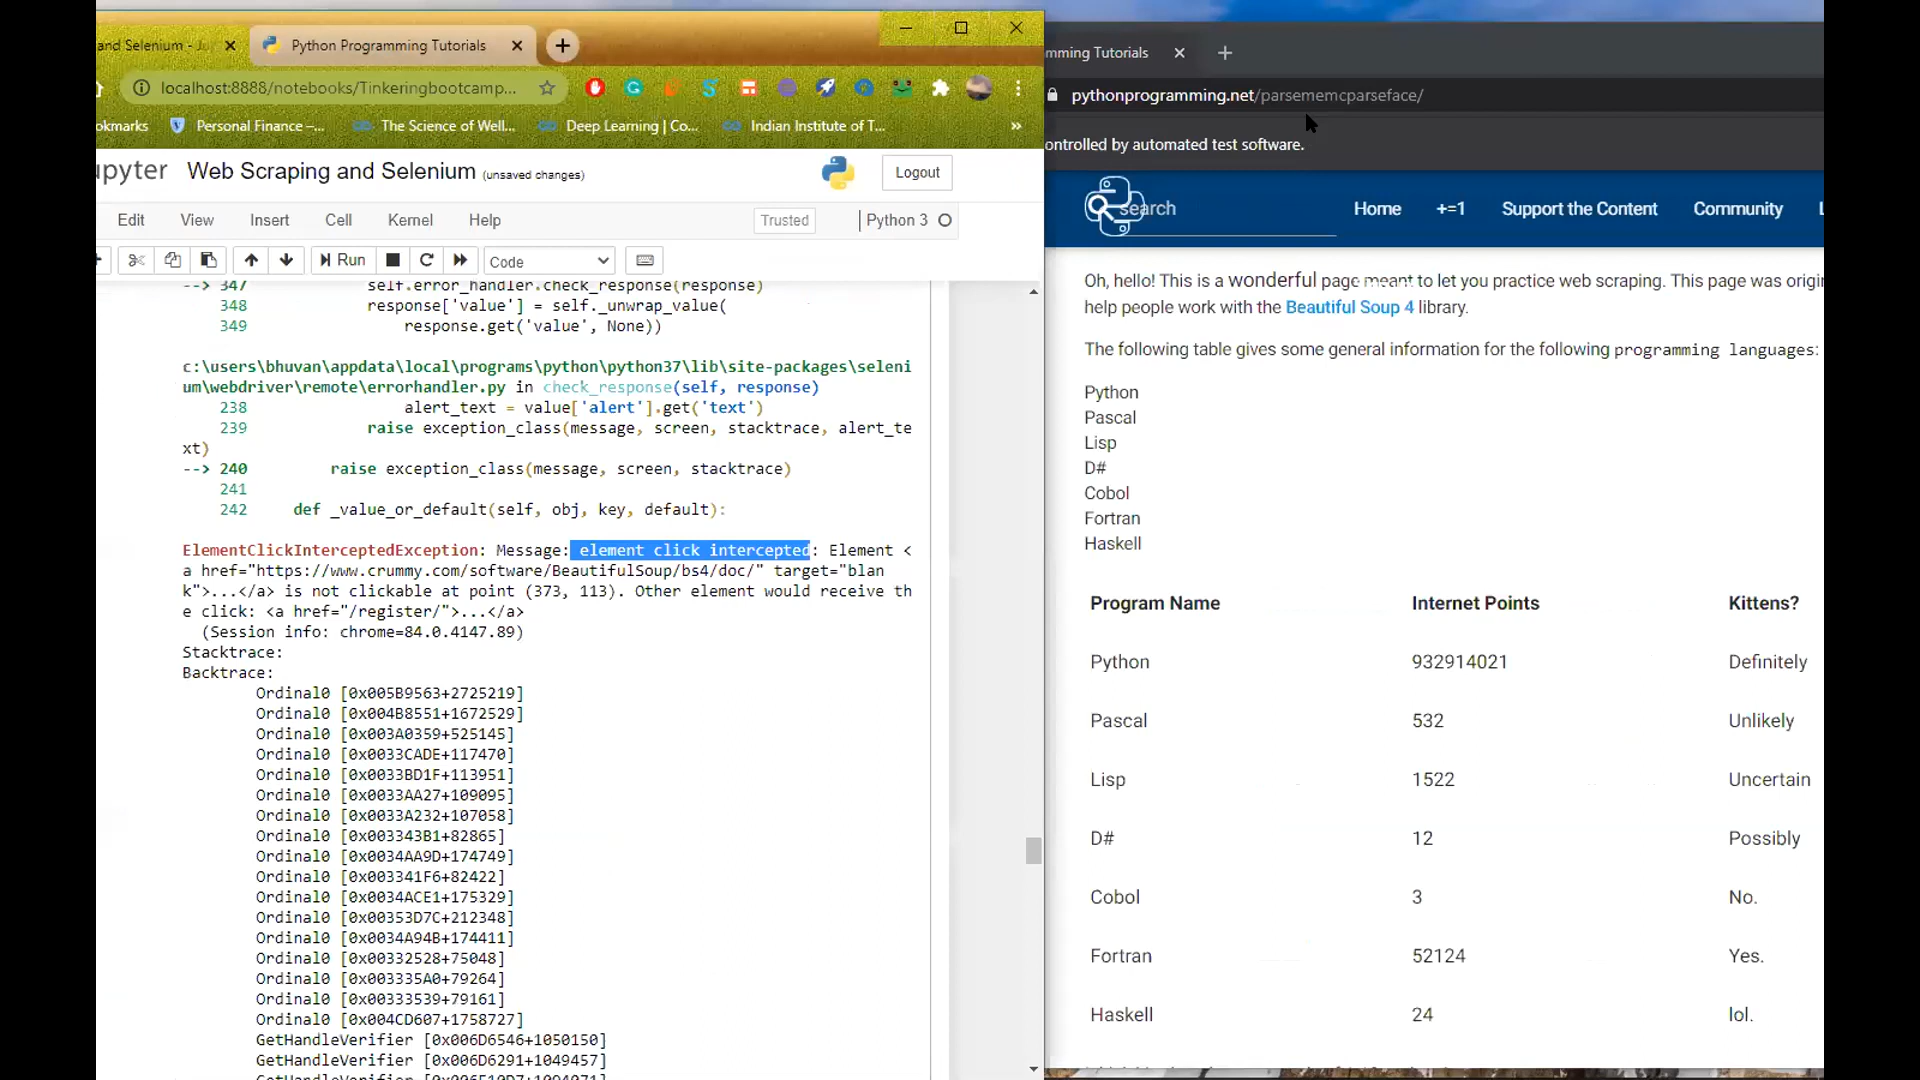 and Selenium - Ju
Python Programming Tutorials
localhost:8888/notebooks/Tinkeringbootcamp...
okmarks
Personal Finance –...
The Science of Well...
Deep Learning | Co...
Indian Institute of T...
»
upyter
Web Scraping and Selenium (unsaved changes)
Logout
Edit
View
Insert
Cell
Kernel
Help
Trusted
Python 3
Run
Code
--> 347 self.error_handler.check_response(response)
348 response['value'] = self._unwrap_value(
349 response.get('value', None))
c:\users\bhuvan\appdata\local\programs\python\python37\lib\site-packages\seleni
um\webdriver\remote\errorhandler.py in check_response(self, response)
238 alert_text = value['alert'].get('text')
239 raise exception_class(message, screen, stacktrace, alert_te
xt)
--> 240 raise exception_class(message, screen, stacktrace)
241
242 def _value_or_default(self, obj, key, default):
ElementClickInterceptedException: Message: element click intercepted: Element <
a href="https://www.crummy.com/software/BeautifulSoup/bs4/doc/" target="blan
k">...</a> is not clickable at point (373, 113). Other element would receive th
e click: <a href="/register/">...</a>
(Session info: chrome=84.0.4147.89)
Stacktrace:
Backtrace:
Ordinal0 [0x005B9563+2725219]
Ordinal0 [0x004B8551+1672529]
Ordinal0 [0x003A0359+525145]
Ordinal0 [0x0033CADE+117470]
Ordinal0 [0x0033BD1F+113951]
Ordinal0 [0x0033AA27+109095]
Ordinal0 [0x0033A232+107058]
Ordinal0 [0x003343B1+82865]
Ordinal0 [0x0034AA9D+174749]
Ordinal0 [0x003341F6+82422]
Ordinal0 [0x0034ACE1+175329]
Ordinal0 [0x00353D7C+212348]
Ordinal0 [0x0034A94B+174411]
Ordinal0 [0x00332528+75048]
Ordinal0 [0x003335A0+79264]
Ordinal0 [0x00333539+79161]
Ordinal0 [0x004CD607+1758727]
GetHandleVerifier [0x006D6546+1050150]
GetHandleVerifier [0x006D6291+1049457]
mming Tutorials
pythonprogramming.net/parsememcparseface/
ontrolled by automated test software.
search
Home
+=1
Support the Content
Community
Oh, hello! This is a wonderful page meant to let you practice web scraping. This page was origi
help people work with the Beautiful Soup 4 library.
The following table gives some general information for the following programming languages:
Python
Pascal
Lisp
D#
Cobol
Fortran
Haskell
Program Name Internet Points Kittens?
Python 932914021 Definitely
Pascal 532 Unlikely
Lisp 1522 Uncertain
D# 12 Possibly
Cobol 3 No.
Fortran 52124 Yes.
Haskell 24 lol.